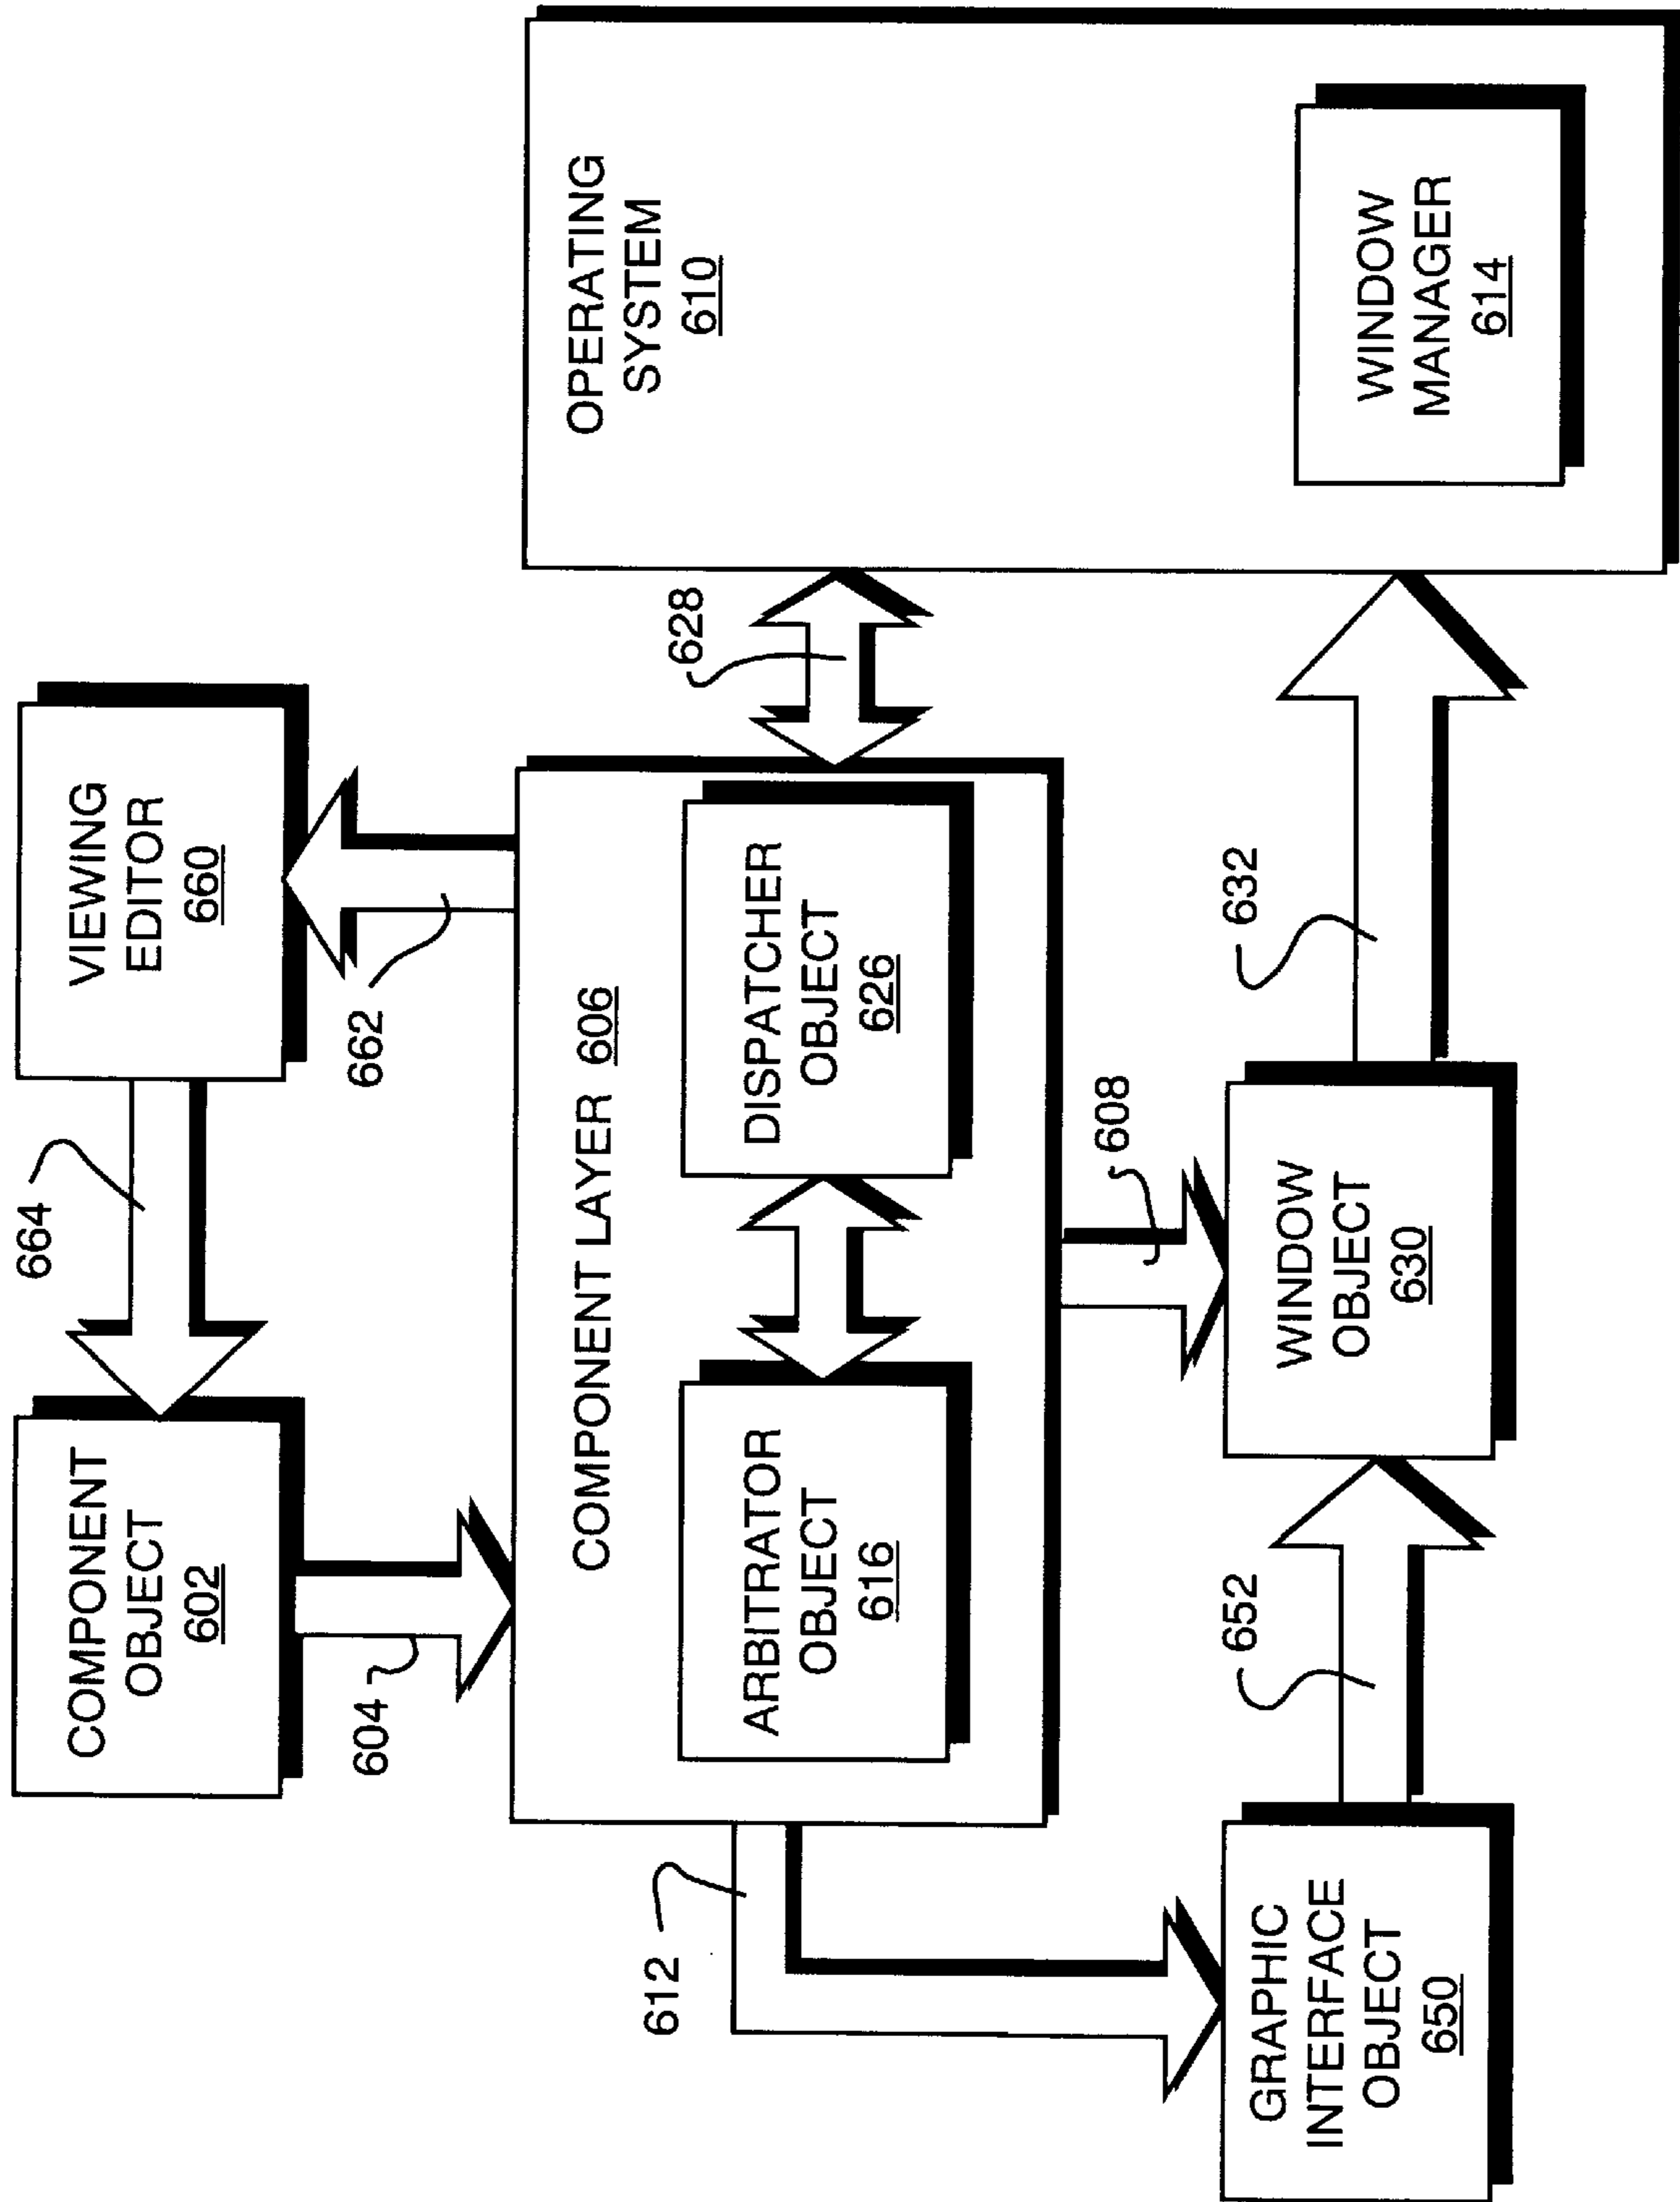 COMPONENT
OBJECT
602
664
VIEWING
EDITOR
660
604
662
COMPONENT LAYER 606
ARBITRATOR
OBJECT
616
DISPATCHER
OBJECT
626
628
OPERATING
SYSTEM
610
WINDOW
MANAGER
614
612
608
GRAPHIC
INTERFACE
OBJECT
650
652
WINDOW
OBJECT
630
632